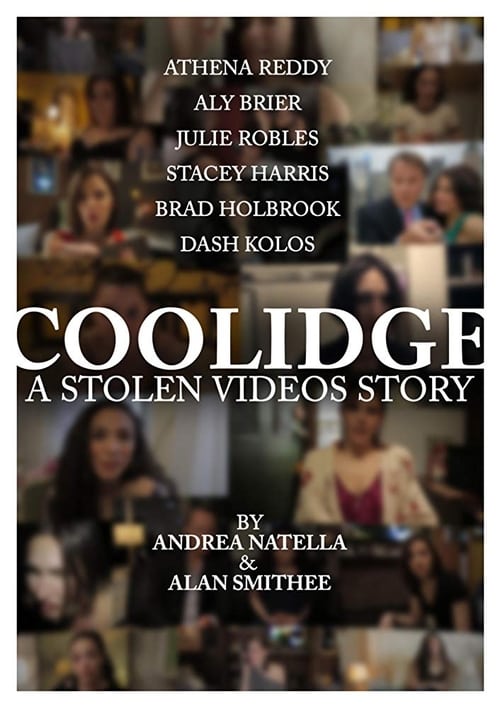 ATHENA REDDY
ALY BRIER
JULIE ROBLES
STACEY HARRIS
BRAD HOLBROOK
DASH KOLOS
COOLIDGE
A STOLEN VIDEOS STORY
BY
ANDREA NATELLA
&
ALAN SMITHEE